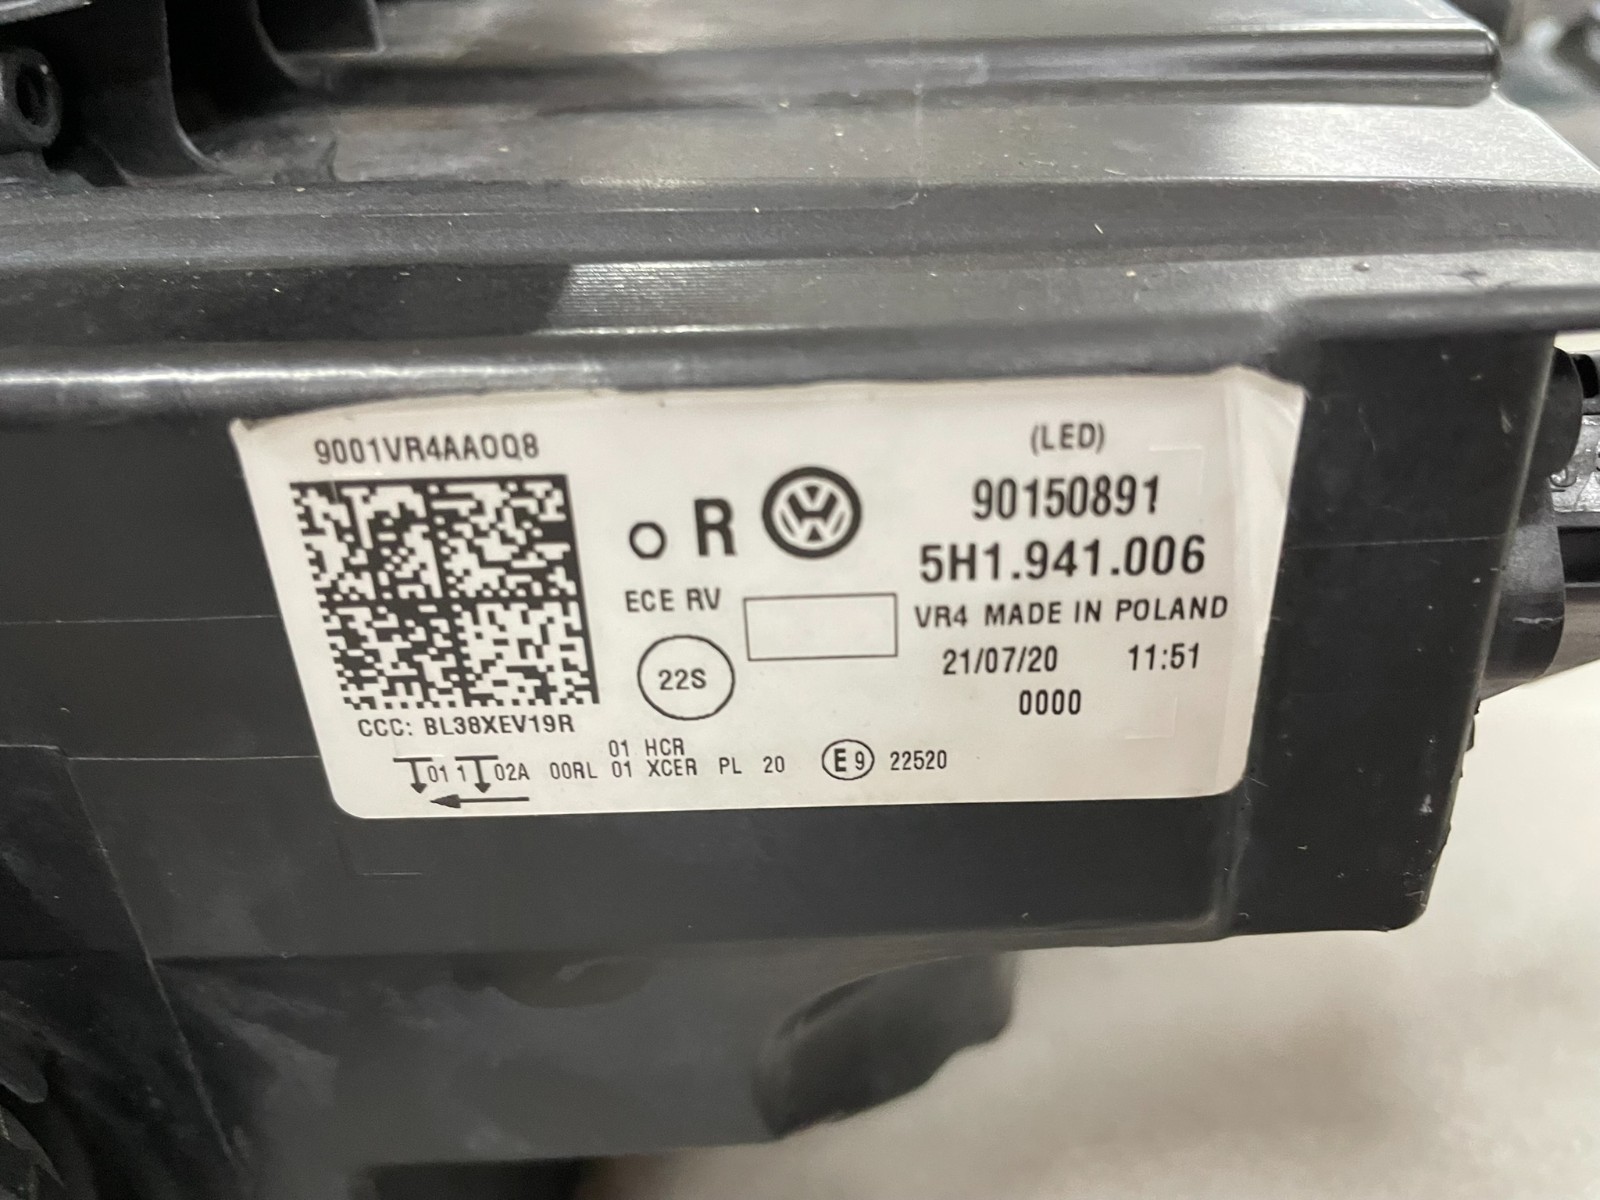 9001VR4AA0Q8
(LED)
90150891
5H1.941.006
VR4 MADE IN POLAND
21/07/20 11:51
0000
O R
ECE RV
22S
CCC: BL38XEV19R
01 HCR
01 1 02A 00RL 01 XCER PL 20 E9 22520